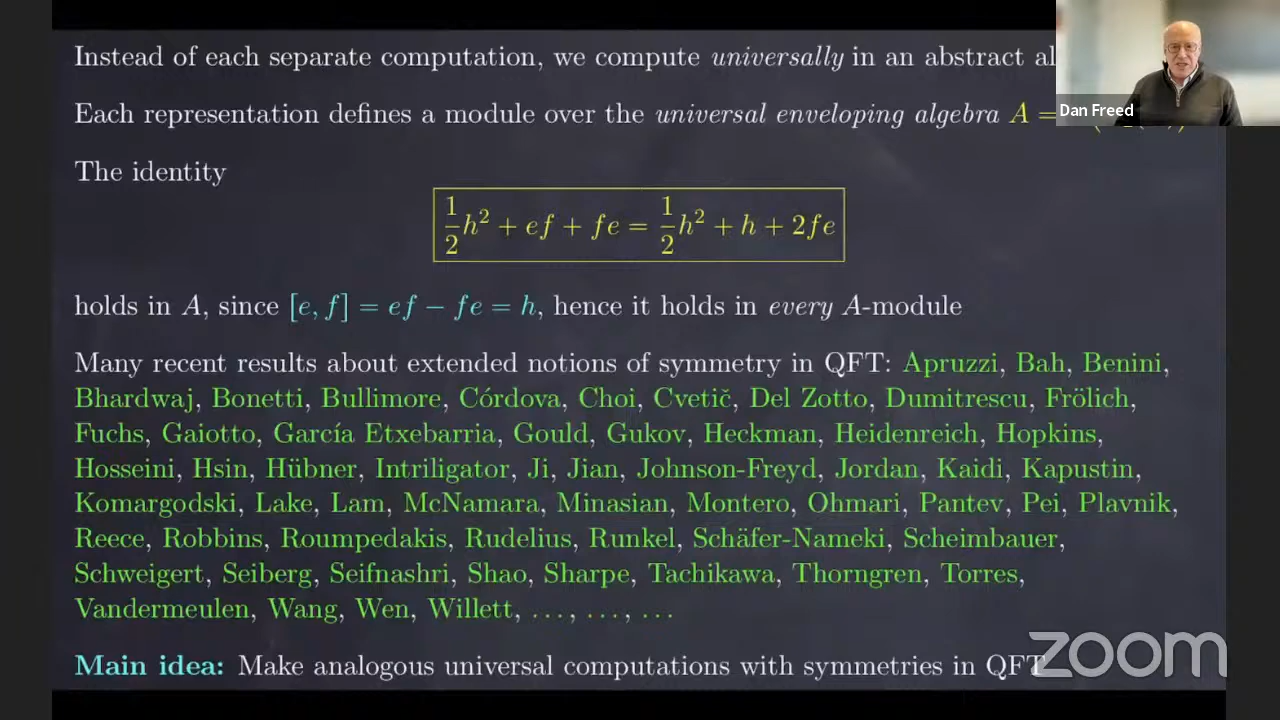 Instead of each separate computation, we compute universally in an abstract al
Each representation defines a module over the universal enveloping algebra A =
The identity
½h² + ef + fe = ½h² + h + 2fe
holds in A, since [e, f] = ef − fe = h, hence it holds in every A-module
Many recent results about extended notions of symmetry in QFT: Apruzzi, Bah, Benini,
Bhardwaj, Bonetti, Bullimore, Córdova, Choi, Cvetič, Del Zotto, Dumitrescu, Frölich,
Fuchs, Gaiotto, García Etxebarria, Gould, Gukov, Heckman, Heidenreich, Hopkins,
Hosseini, Hsin, Hübner, Intriligator, Ji, Jian, Johnson-Freyd, Jordan, Kaidi, Kapustin,
Komargodski, Lake, Lam, McNamara, Minasian, Montero, Ohmari, Pantev, Pei, Plavnik,
Reece, Robbins, Roumpedakis, Rudelius, Runkel, Schäfer-Nameki, Scheimbauer,
Schweigert, Seiberg, Seifnashri, Shao, Sharpe, Tachikawa, Thorngren, Torres,
Vandermeulen, Wang, Wen, Willett, . . . , . . . , . . .
Main idea: Make analogous universal computations with symmetries in QFT
Dan Freed
zoom